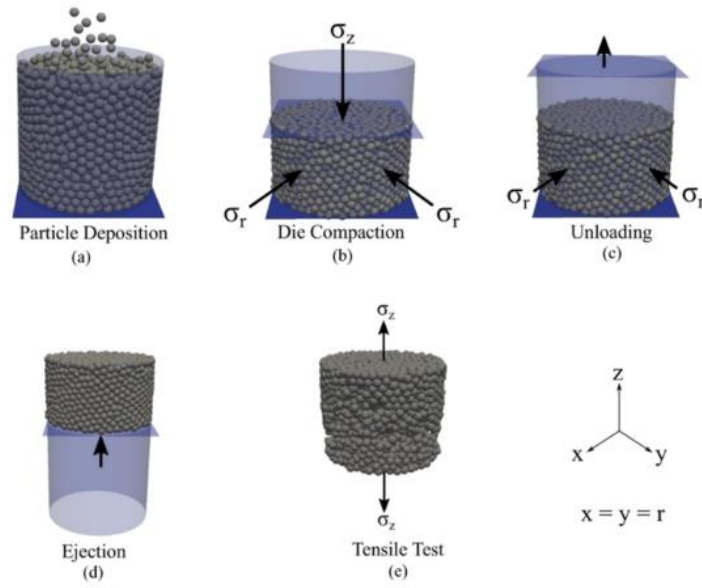 σz
σr
σr
σr
σr
Particle Deposition
(a)
Die Compaction
(b)
Unloading
(c)
σz
z
x
y
x = y = r
σz
Ejection
(d)
Tensile Test
(e)